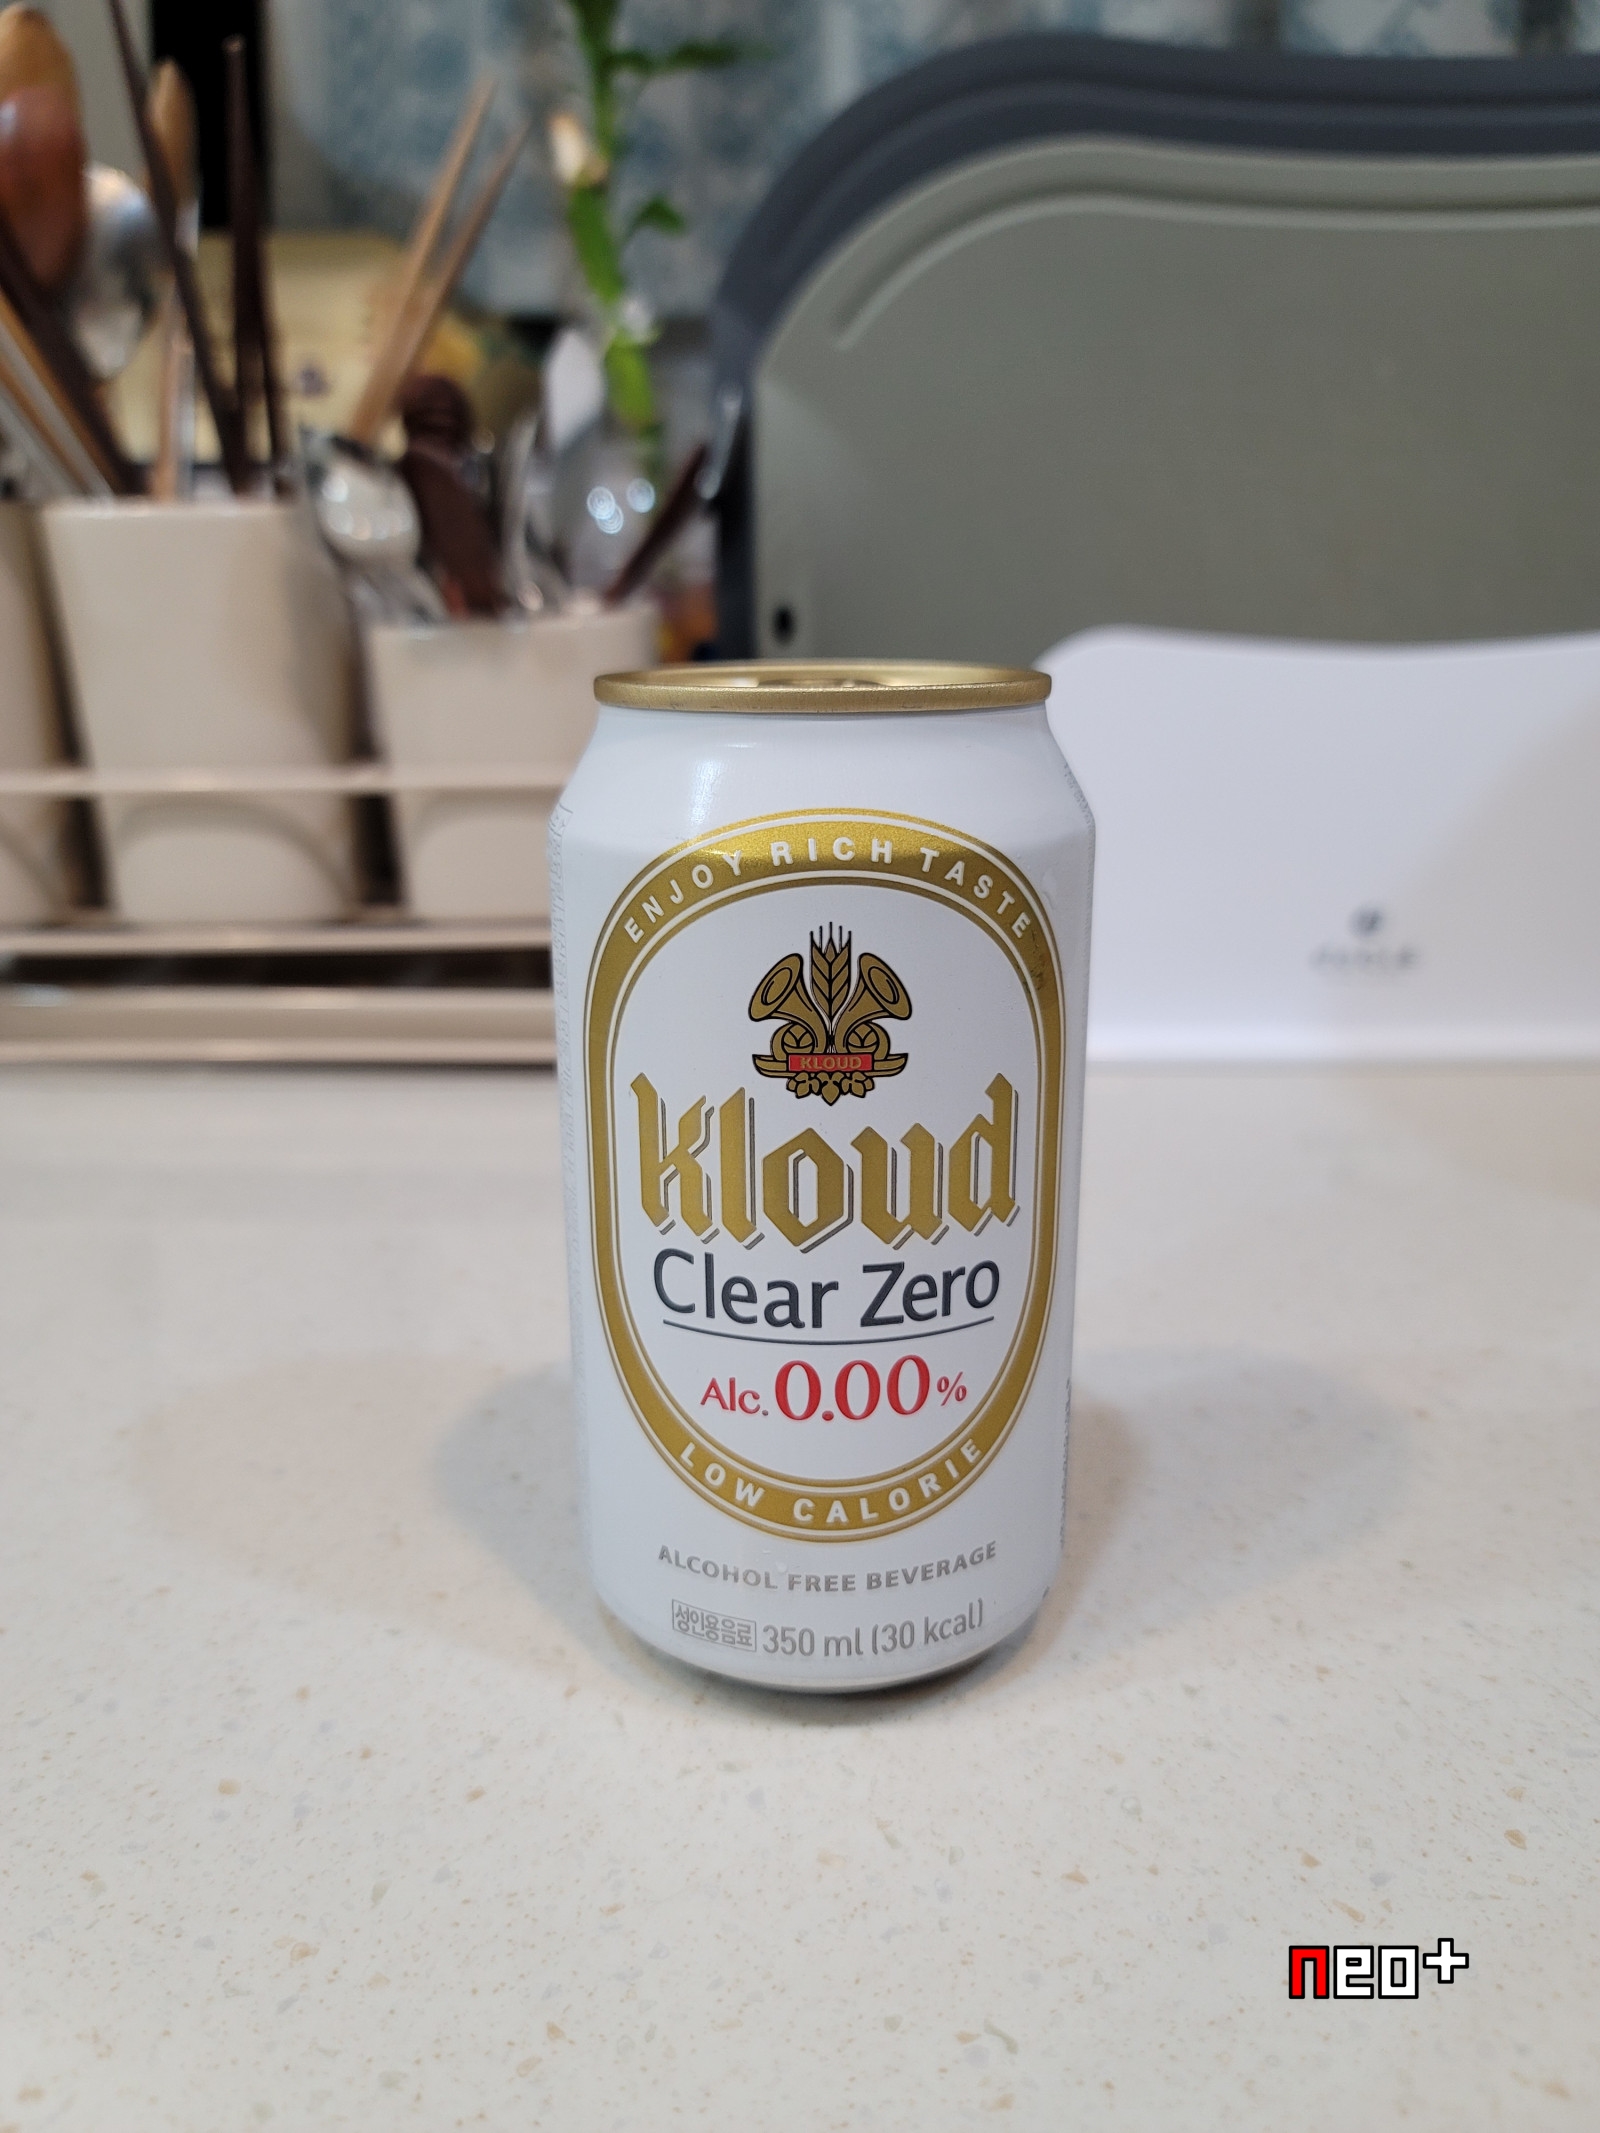 ENJOY RICH TASTE
KLOUD
Kloud
Clear Zero
Alc. 0.00%
LOW CALORIE
ALCOHOL FREE BEVERAGE
성인용음료 350 ml (30 kcal)
neo+